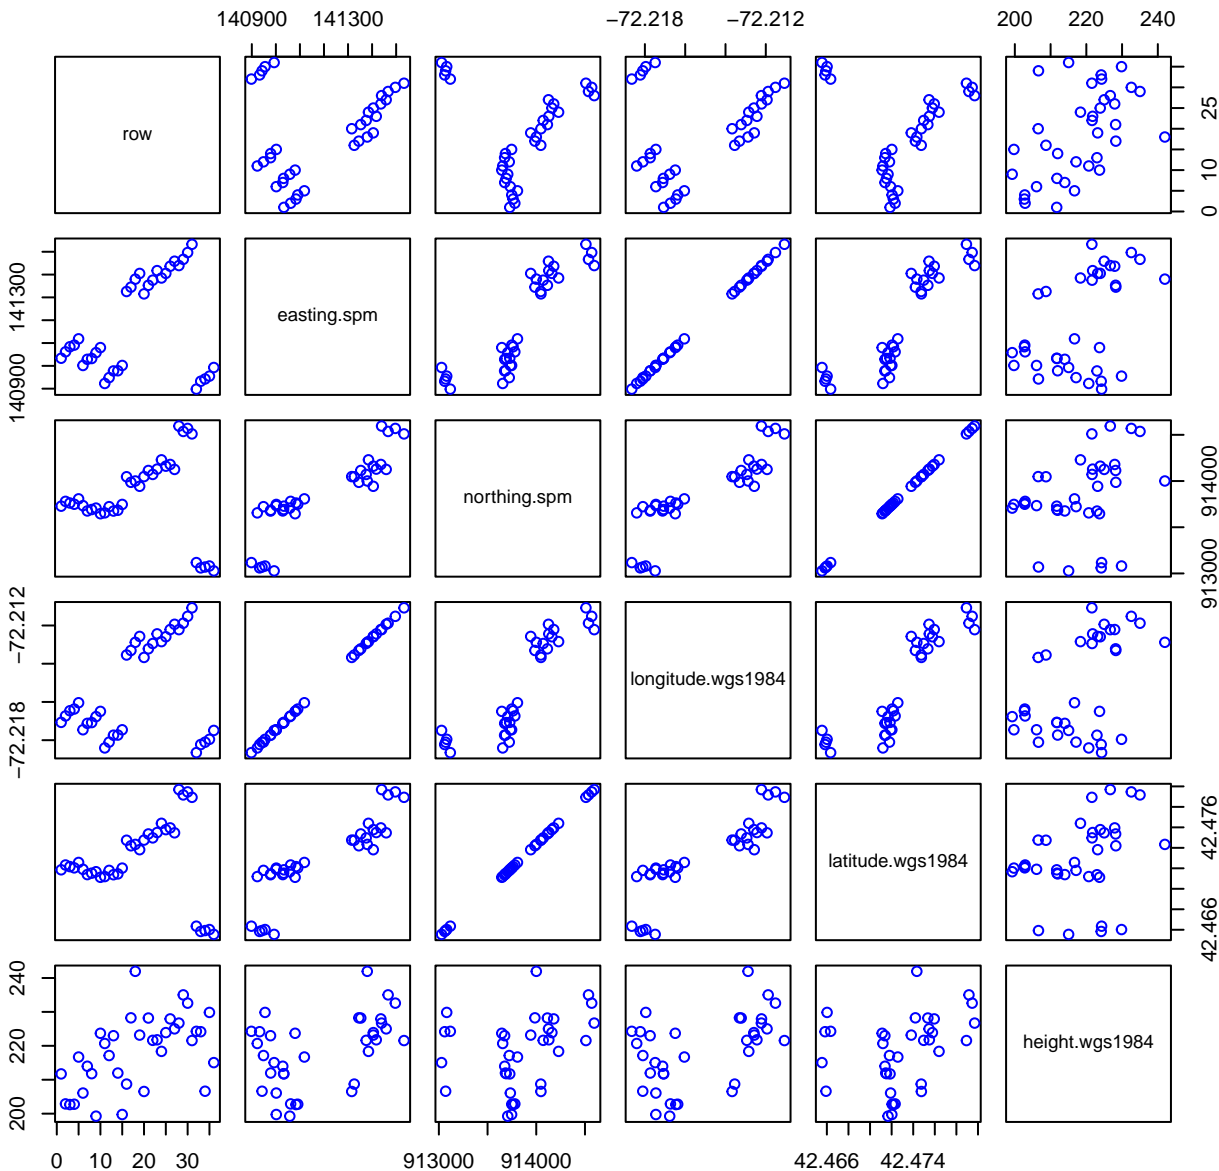 140900 141300 −72.218 −72.212 200 220 240
row
0 10 25
140900 141300
easting.spm
northing.spm
913000 914000
−72.218 −72.212
longitude.wgs1984
latitude.wgs1984
42.466 42.476
200 220 240
height.wgs1984
0 10 20 30 913000 914000 42.466 42.474